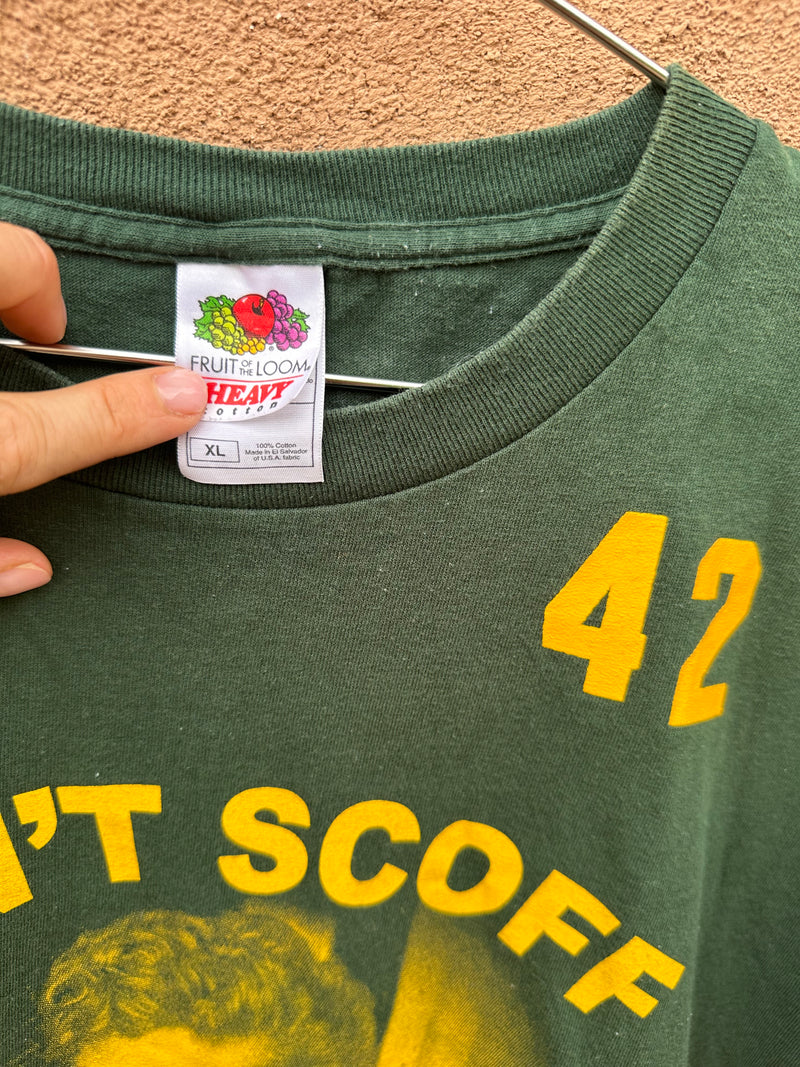 FRUIT OF THE LOOM®
HEAVY
cotton
XL
100% Cotton
Made In El Salvador
of U.S.A. fabric
42
'T SCOFF